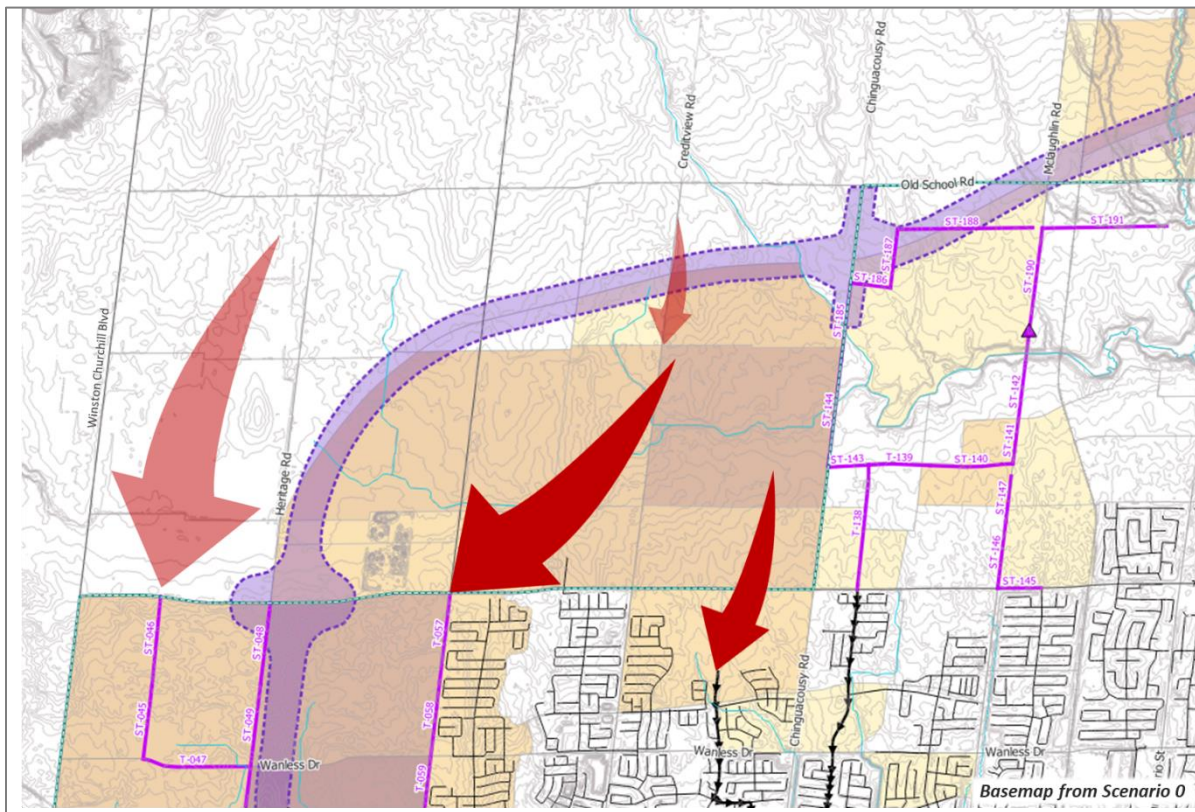 Chinguacousy Rd
Creditview Rd
Mclaughlin Rd
Old School Rd
ST-188
ST-191
ST-187
ST-186
ST-190
ST-185
Winston Churchill Blvd
ST-142
ST-144
ST-141
Heritage Rd
ST-143
T-139
ST-140
ST-147
T-138
ST-146
ST-145
ST-046
ST-048
T-057
ST-045
ST-049
T-058
Chinguacousy Rd
T-047
Wanless Dr
Wanless Dr
Wanless Dr
T-059
Basemap from Scenario 0